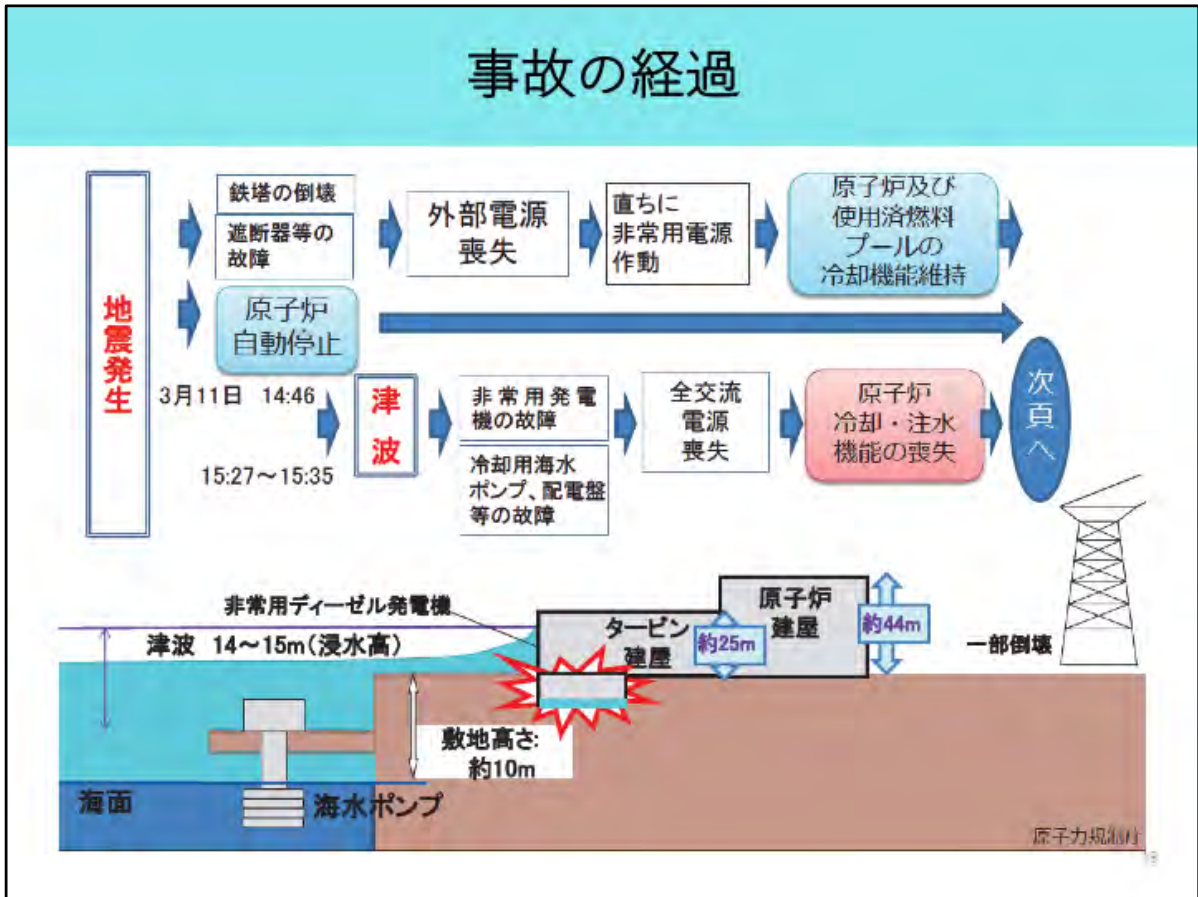 事故の経過
地震発生
鉄塔の倒壊
遮断器等の
故障
外部電源
喪失
直ちに
非常用電源
作動
原子炉及び
使用済燃料
プールの
冷却機能維持
原子炉
自動停止
3月11日 14:46
15:27～15:35
津波
非常用発電
機の故障
冷却用海水
ポンプ、配電盤
等の故障
全交流
電源
喪失
原子炉
冷却・注水
機能の喪失
次頁へ
非常用ディーゼル発電機
津波 14～15m(浸水高)
タービン
建屋
約25m
原子炉
建屋
約44m
一部倒壊
敷地高さ:
約10m
海面
海水ポンプ
原子力規制庁